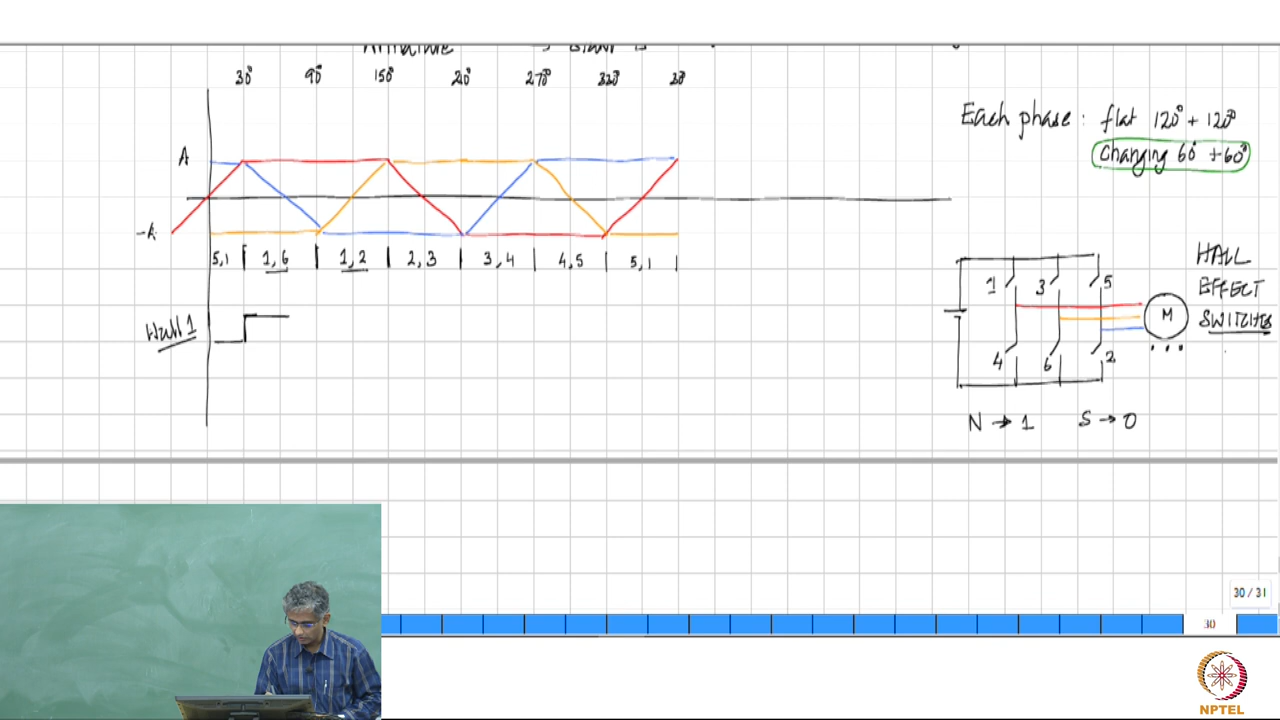 30° 90° 150° 210° 270° 330° 30°
Each phase : flat 120° + 120°
Changing 60° + 60°
A
-A
5,1 1,6 1,2 2,3 3,4 4,5 5,1
Hall 1
1 3 5
4 6 2
M
HALL
EFFECT
SWITCHES
N → 1 S → 0
30 / 31
30
NPTEL